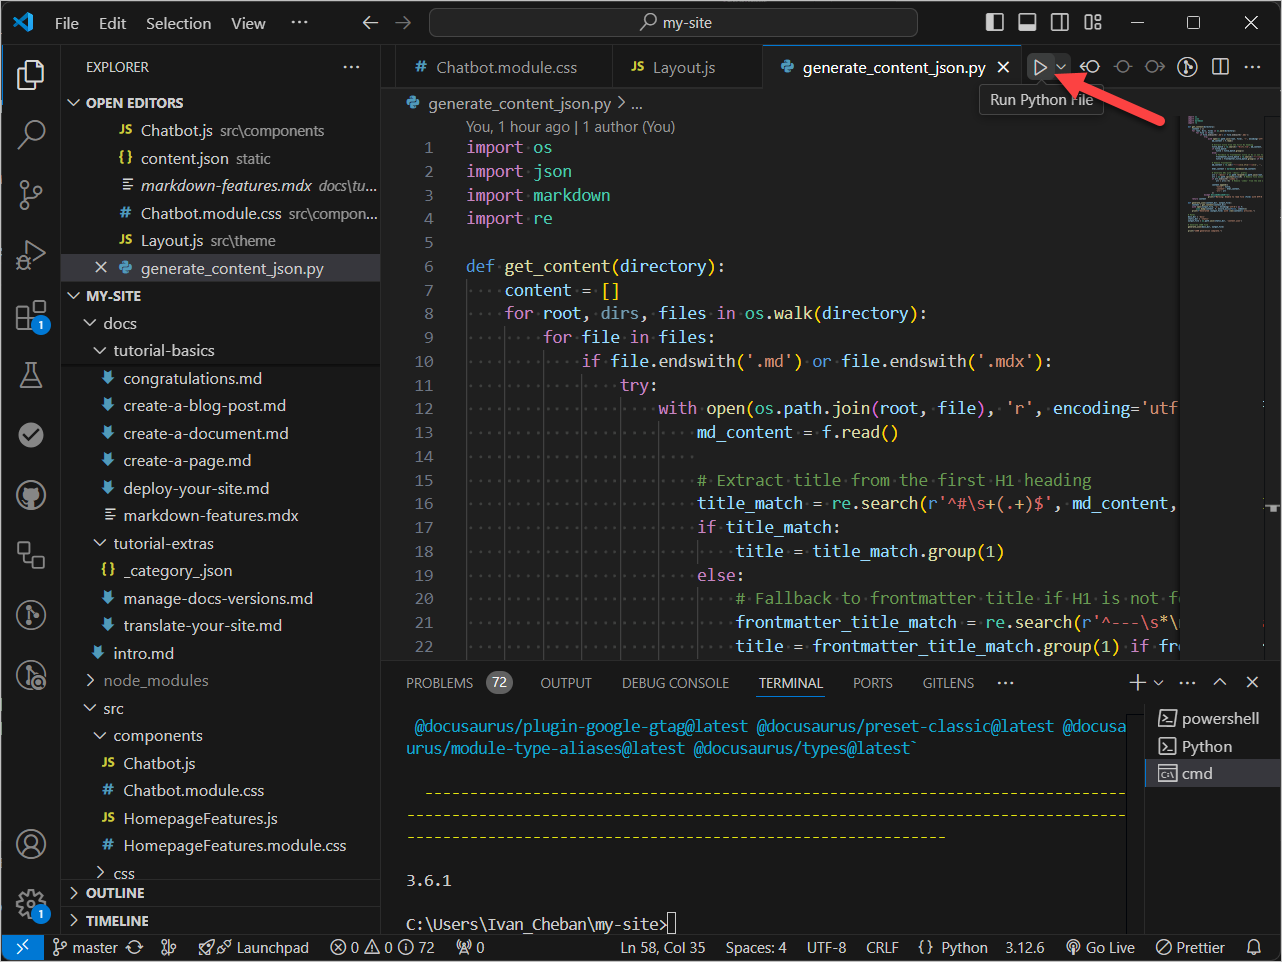 File Edit Selection View ··· my-site
EXPLORER ···
OPEN EDITORS
JS Chatbot.js src\components
{} content.json static
markdown-features.mdx docs\tu...
# Chatbot.module.css src\compon...
JS Layout.js src\theme
generate_content_json.py
MY-SITE
docs
tutorial-basics
congratulations.md
create-a-blog-post.md
create-a-document.md
create-a-page.md
deploy-your-site.md
markdown-features.mdx
tutorial-extras
{} _category_.json
manage-docs-versions.md
translate-your-site.md
intro.md
node_modules
src
components
JS Chatbot.js
# Chatbot.module.css
JS HomepageFeatures.js
# HomepageFeatures.module.css
css
OUTLINE
TIMELINE
1
1
# Chatbot.module.css JS Layout.js generate_content_json.py
Run Python File
generate_content_json.py > ...
You, 1 hour ago | 1 author (You)
1 import os
2 import json
3 import markdown
4 import re
5
6 def get_content(directory):
7 content = []
8 for root, dirs, files in os.walk(directory):
9 for file in files:
10 if file.endswith('.md') or file.endswith('.mdx'):
11 try:
12 with open(os.path.join(root, file), 'r', encoding='utf
13 md_content = f.read()
14
15 # Extract title from the first H1 heading
16 title_match = re.search(r'^#\s+(.+)$', md_content,
17 if title_match:
18 title = title_match.group(1)
19 else:
20 # Fallback to frontmatter title if H1 is not f
21 frontmatter_title_match = re.search(r'^---\s*\
22 title = frontmatter_title_match.group(1) if fr
PROBLEMS 72 OUTPUT DEBUG CONSOLE TERMINAL PORTS GITLENS ···
@docusaurus/plugin-google-gtag@latest @docusaurus/preset-classic@latest @docusa
urus/module-type-aliases@latest @docusaurus/types@latest`
3.6.1
C:\Users\Ivan_Cheban\my-site>
powershell
Python
cmd
master Launchpad 0 0 72 0 Ln 58, Col 35 Spaces: 4 UTF-8 CRLF {} Python 3.12.6 Go Live Prettier